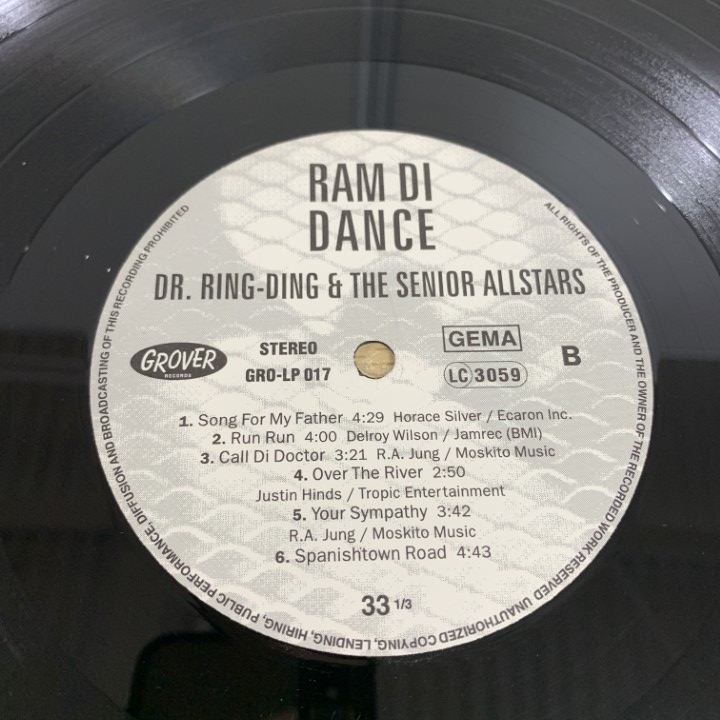 RAM DI
DANCE
DR. RING-DING & THE SENIOR ALLSTARS
GROVER
RECORDS
STEREO
GRO-LP 017
GEMA
LC 3059
B
1. Song For My Father 4:29 Horace Silver / Ecaron Inc.
2. Run Run 4:00 Delroy Wilson / Jamrec (BMI)
3. Call Di Doctor 3:21 R.A. Jung / Moskito Music
4. Over The River 2:50
Justin Hinds / Tropic Entertainment
5. Your Sympathy 3:42
R.A. Jung / Moskito Music
6. Spanishtown Road 4:43
33 1/3
ALL RIGHTS OF THE PRODUCER AND THE OWNER OF THE RECORDED WORK RESERVED UNAUTHORIZED COPYING, LENDING, HIRING, PUBLIC PERFORMANCE, DIFFUSION AND BROADCASTING OF THIS RECORDING PROHIBITED